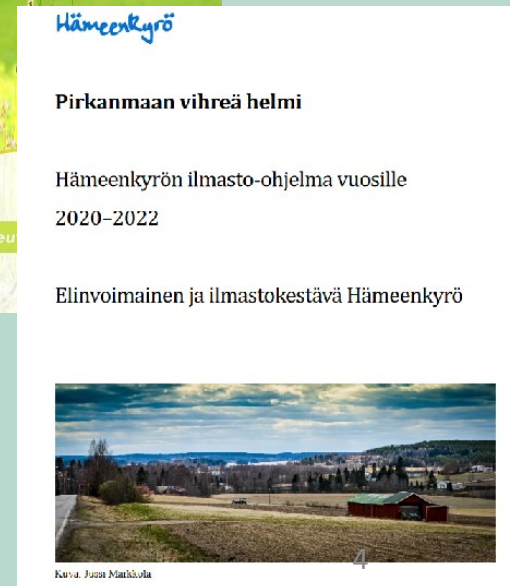 Hämeenkyrö
Pirkanmaan vihreä helmi
Hämeenkyrön ilmasto-ohjelma vuosille
2020–2022
Elinvoimainen ja ilmastokestävä Hämeenkyrö
4
Kuva: Jussi Markkola